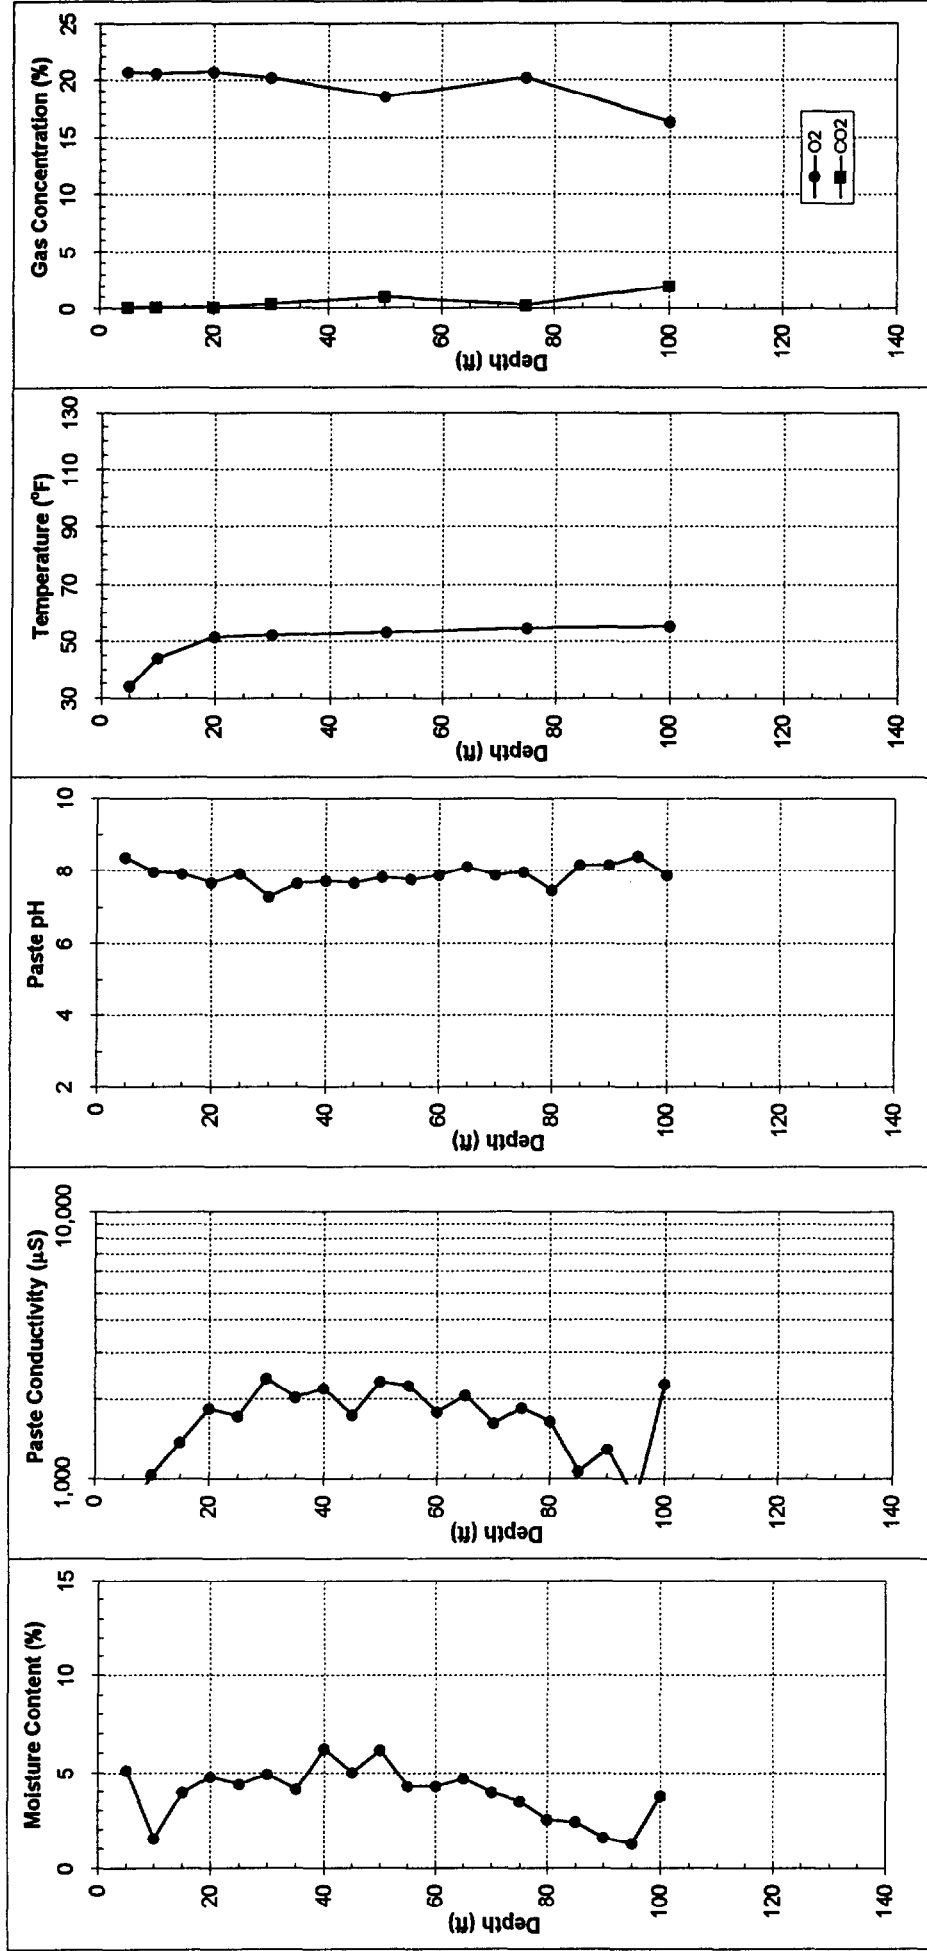 Moisture Content (%)
0 5 10 15
0
20
40
60
80
100
120
140
Depth (ft)
Paste Conductivity (µS)
1,000 10,000
0
20
40
60
80
100
120
140
Depth (ft)
Paste pH
2 4 6 8 10
0
20
40
60
80
100
120
140
Depth (ft)
Temperature (°F)
30 50 70 90 110 130
0
20
40
60
80
100
120
140
Depth (ft)
Gas Concentration (%)
0 5 10 15 20 25
0
20
40
60
80
100
120
140
Depth (ft)
O2
CO2